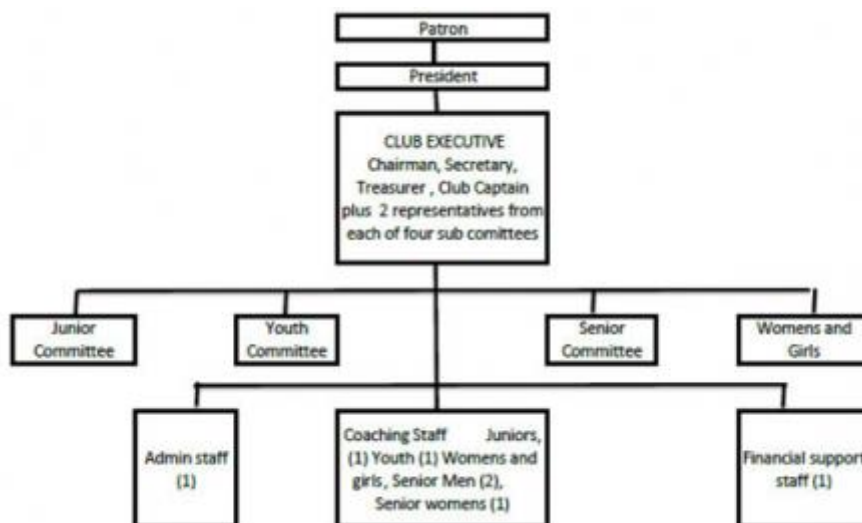 Patron
President
CLUB EXECUTIVE
Chairman, Secretary,
Treasurer , Club Captain
plus 2 representatives from
each of four sub comittees
Junior
Committee
Youth
Committee
Senior
Committee
Womens and
Girls
Admin staff
(1)
Coaching Staff Juniors,
(1) Youth (1) Womens and
girls, Senior Men (2),
Senior womens (1)
Financial support
staff (1)